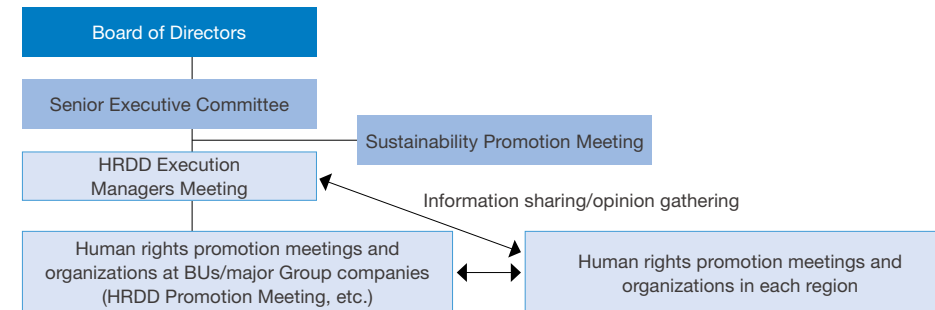 Board of Directors
Senior Executive Committee
Sustainability Promotion Meeting
HRDD Execution
Managers Meeting
Information sharing/opinion gathering
Human rights promotion meetings and
organizations at BUs/major Group companies
(HRDD Promotion Meeting, etc.)
Human rights promotion meetings and
organizations in each region